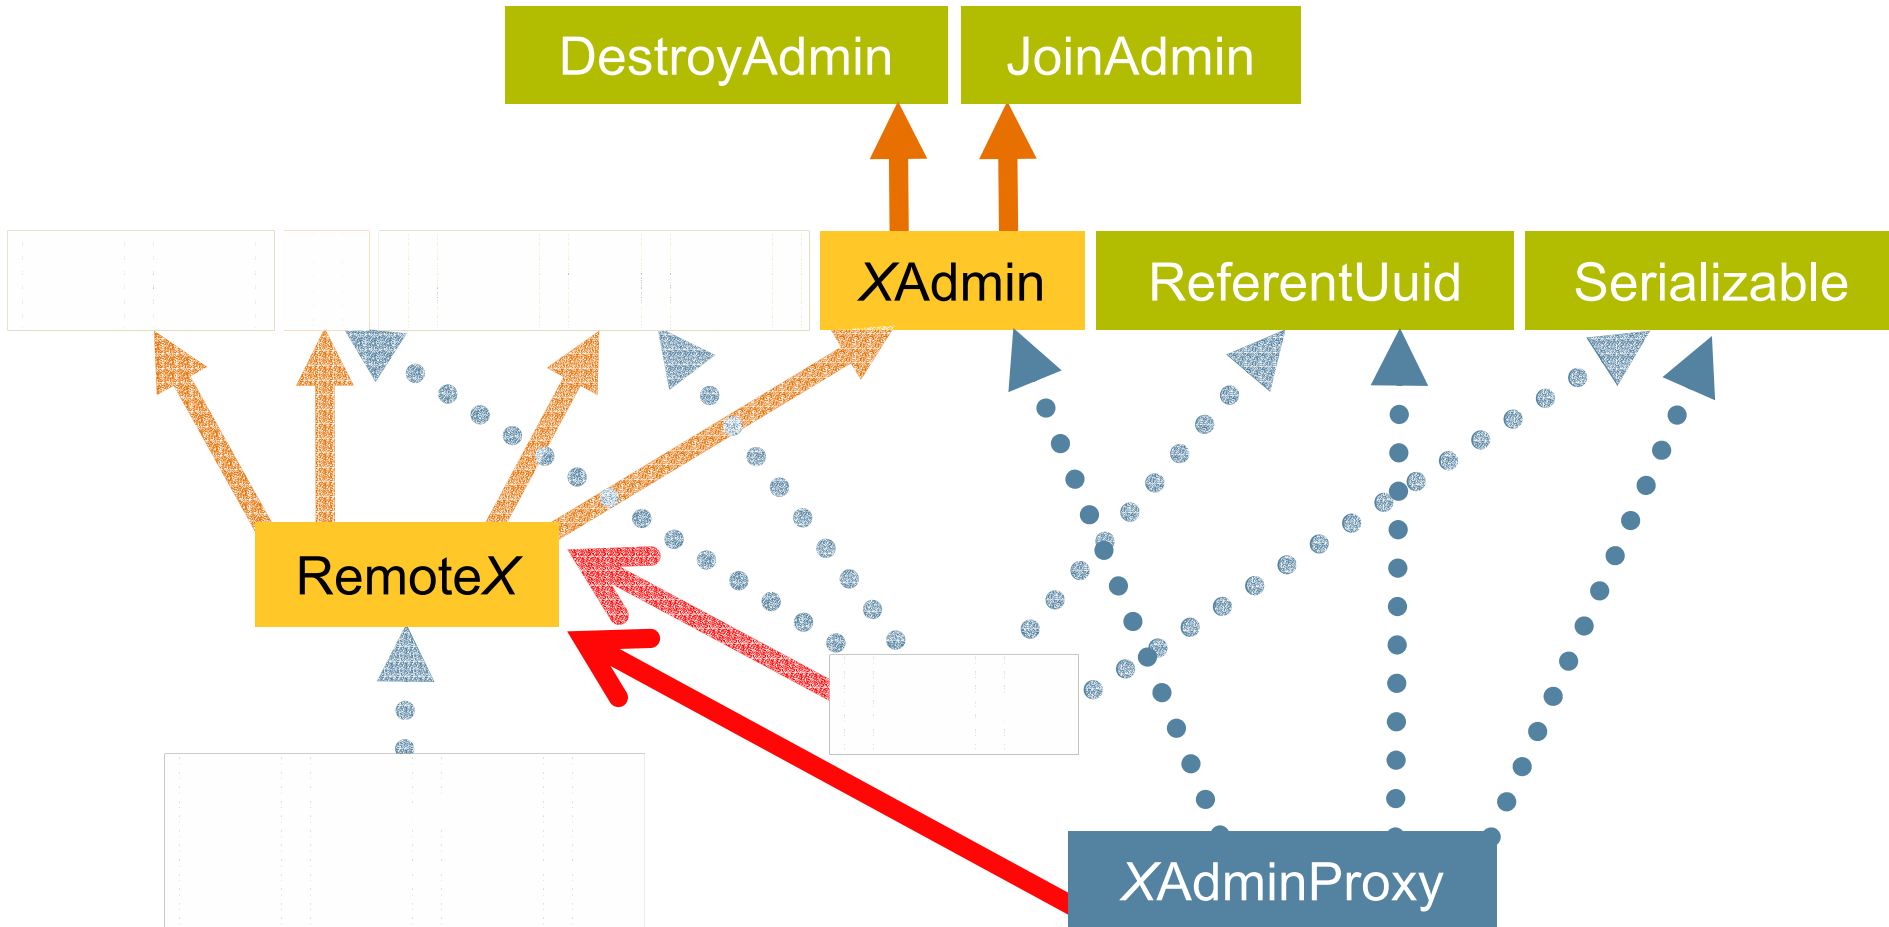 DestroyAdmin
JoinAdmin
XAdmin
ReferentUuid
Serializable
RemoteX
XAdminProxy